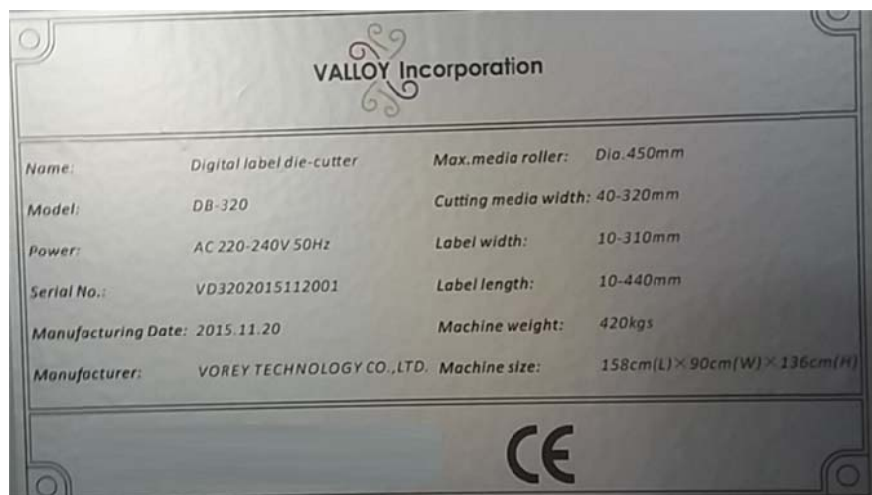 VALLOY Incorporation
Name: Digital label die-cutter Max.media roller: Dia.450mm
Model: DB-320 Cutting media width: 40-320mm
Power: AC 220-240V 50Hz Label width: 10-310mm
Serial No.: VD3202015112001 Label length: 10-440mm
Manufacturing Date: 2015.11.20 Machine weight: 420kgs
Manufacturer: VOREY TECHNOLOGY CO.,LTD. Machine size: 158cm(L)×90cm(W)×136cm(H)
CE